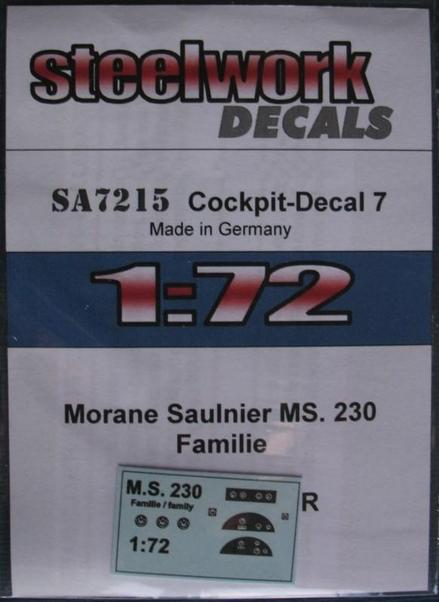 steelwork
DECALS
SA7215 Cockpit-Decal 7
Made in Germany
1:72
Morane Saulnier MS. 230
Familie
R
M.S. 230
Familie / family
1:72